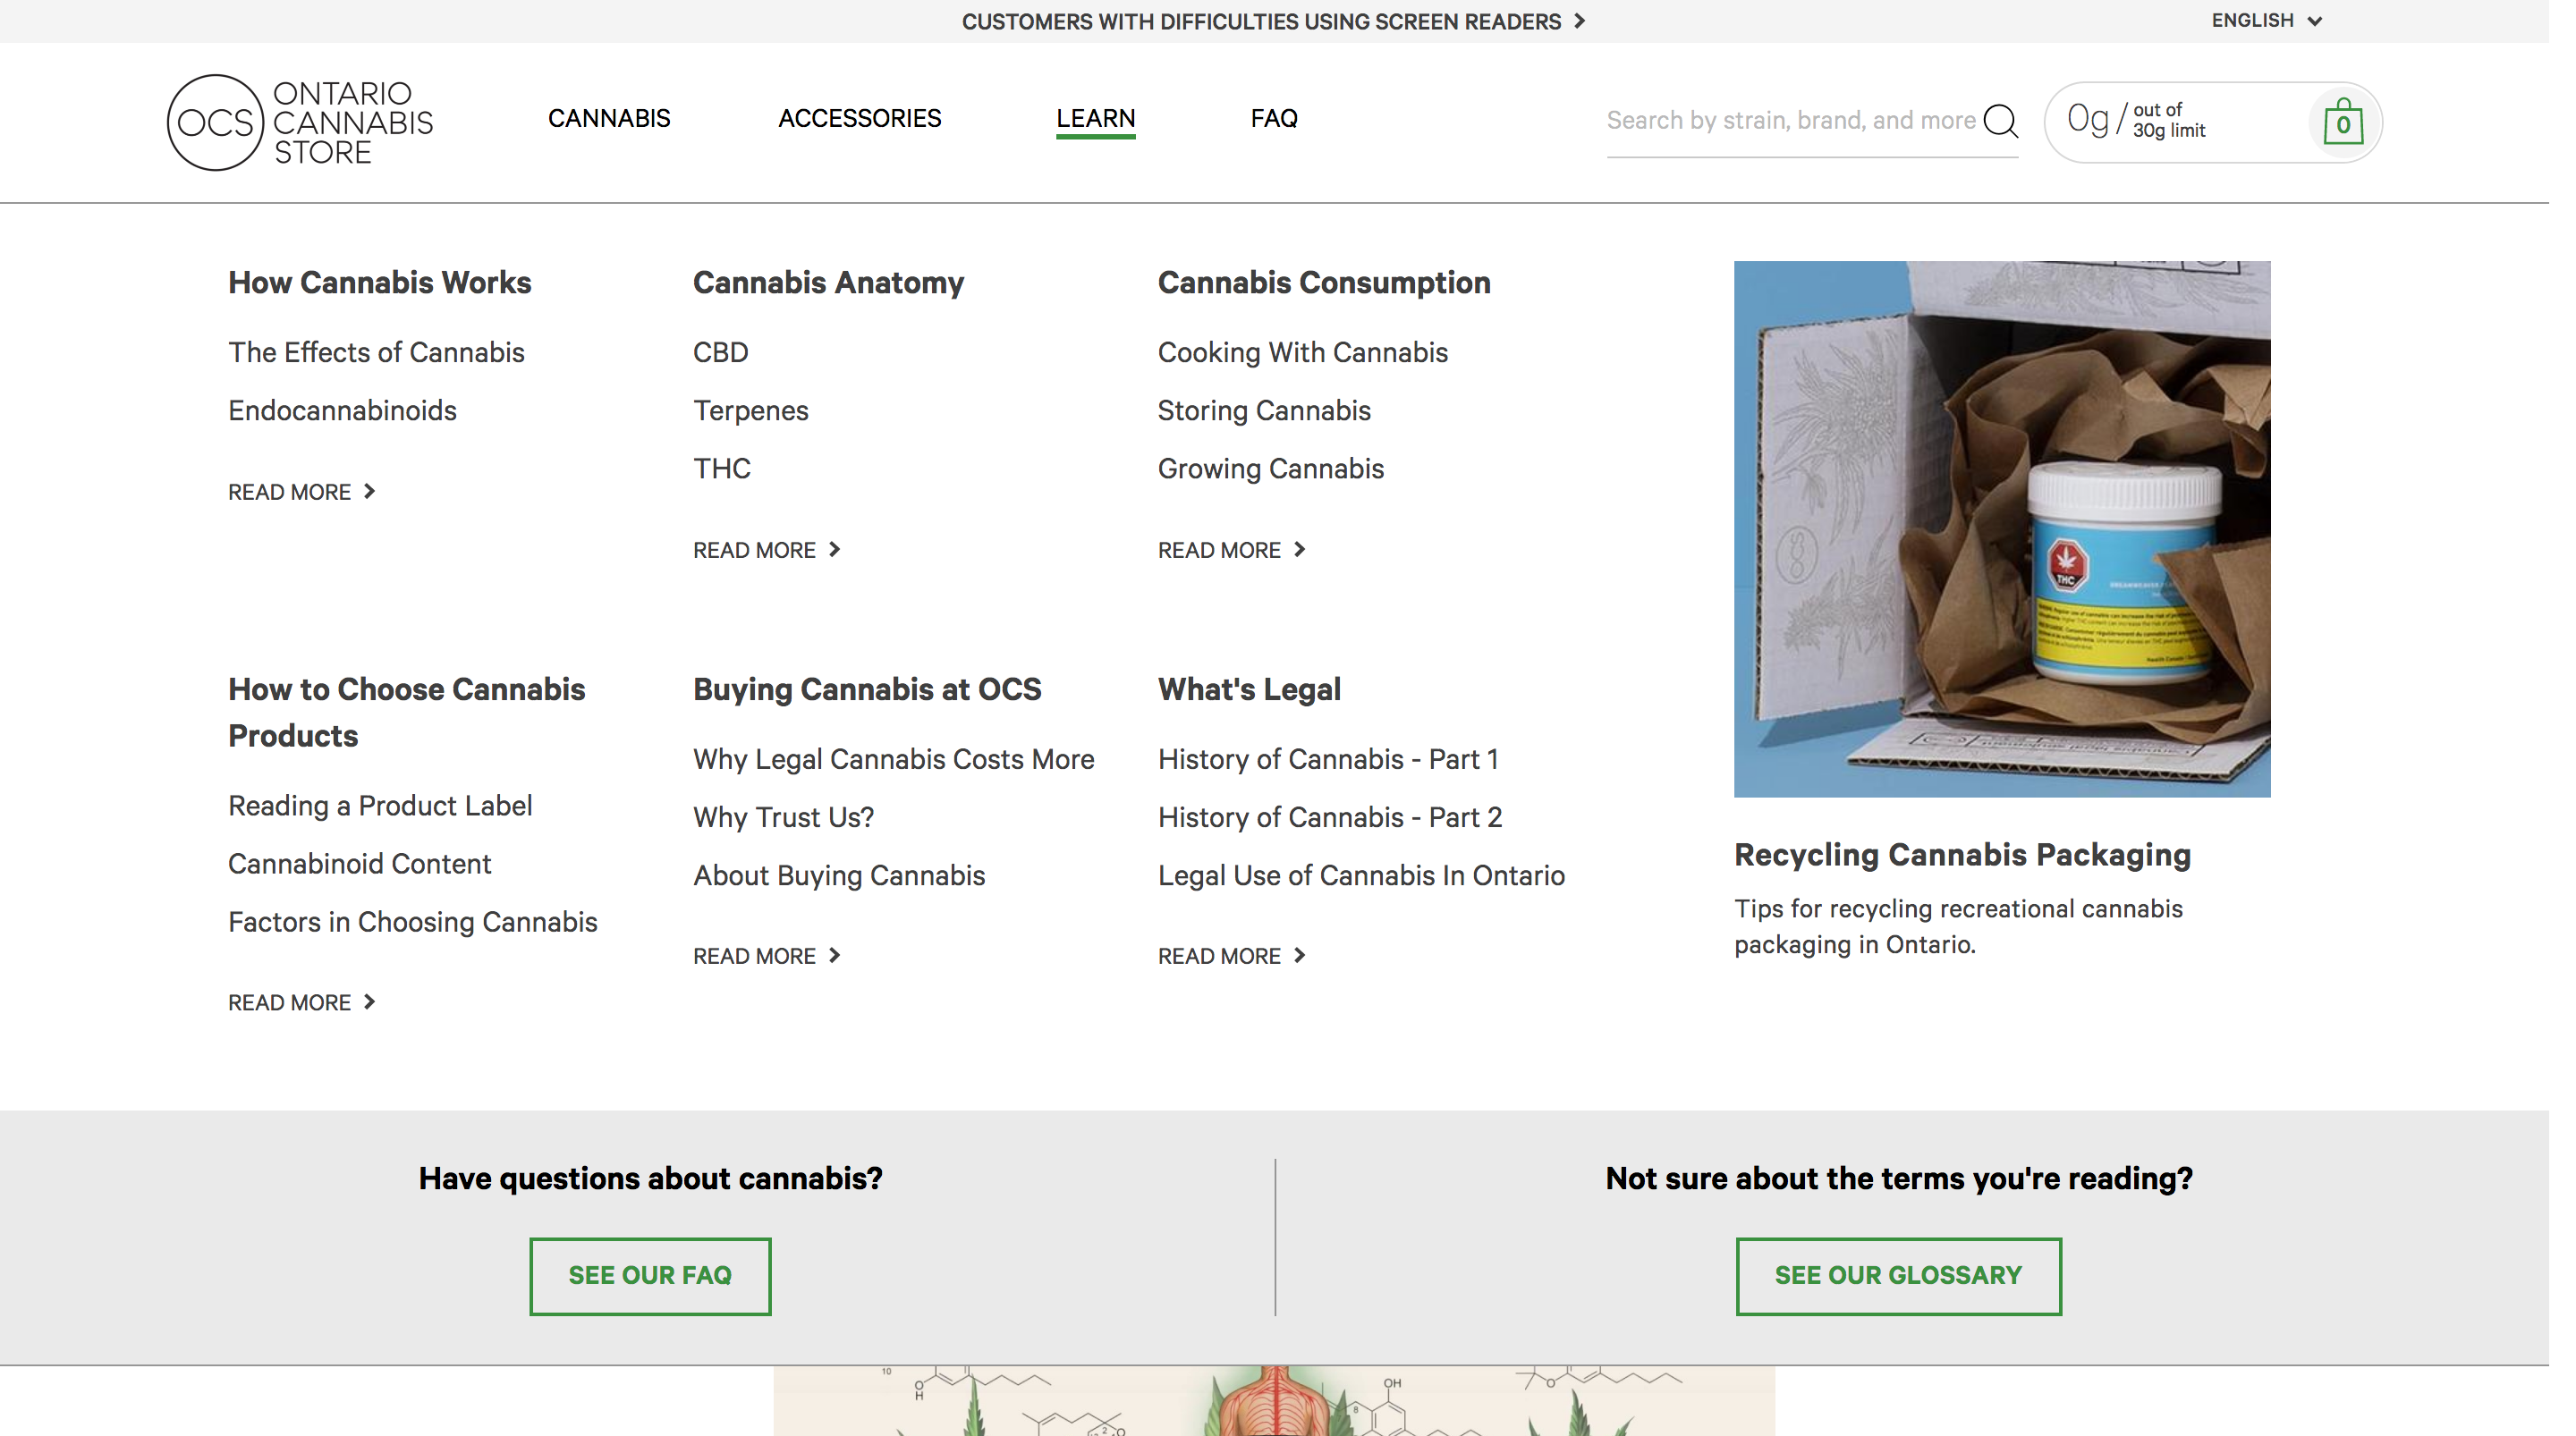 CUSTOMERS WITH DIFFICULTIES USING SCREEN READERS
ENGLISH
OCS
ONTARIO
CANNABIS
STORE
CANNABIS
ACCESSORIES
LEARN
FAQ
Search by strain, brand, and more
0g/
out of
30g limit
0
How Cannabis Works
The Effects of Cannabis
Endocannabinoids
READ MORE
Cannabis Anatomy
CBD
Terpenes
THC
READ MORE
Cannabis Consumption
Cooking With Cannabis
Storing Cannabis
Growing Cannabis
READ MORE
How to Choose Cannabis
Products
Reading a Product Label
Cannabinoid Content
Factors in Choosing Cannabis
READ MORE
Buying Cannabis at OCS
Why Legal Cannabis Costs More
Why Trust Us?
About Buying Cannabis
READ MORE
What's Legal
History of Cannabis - Part 1
History of Cannabis - Part 2
Legal Use of Cannabis In Ontario
READ MORE
OCS
THC
Recycling Cannabis Packaging
Tips for recycling recreational cannabis
packaging in Ontario.
Have questions about cannabis?
SEE OUR FAQ
Not sure about the terms you're reading?
SEE OUR GLOSSARY
10
O
H
2
O
OH
8
O